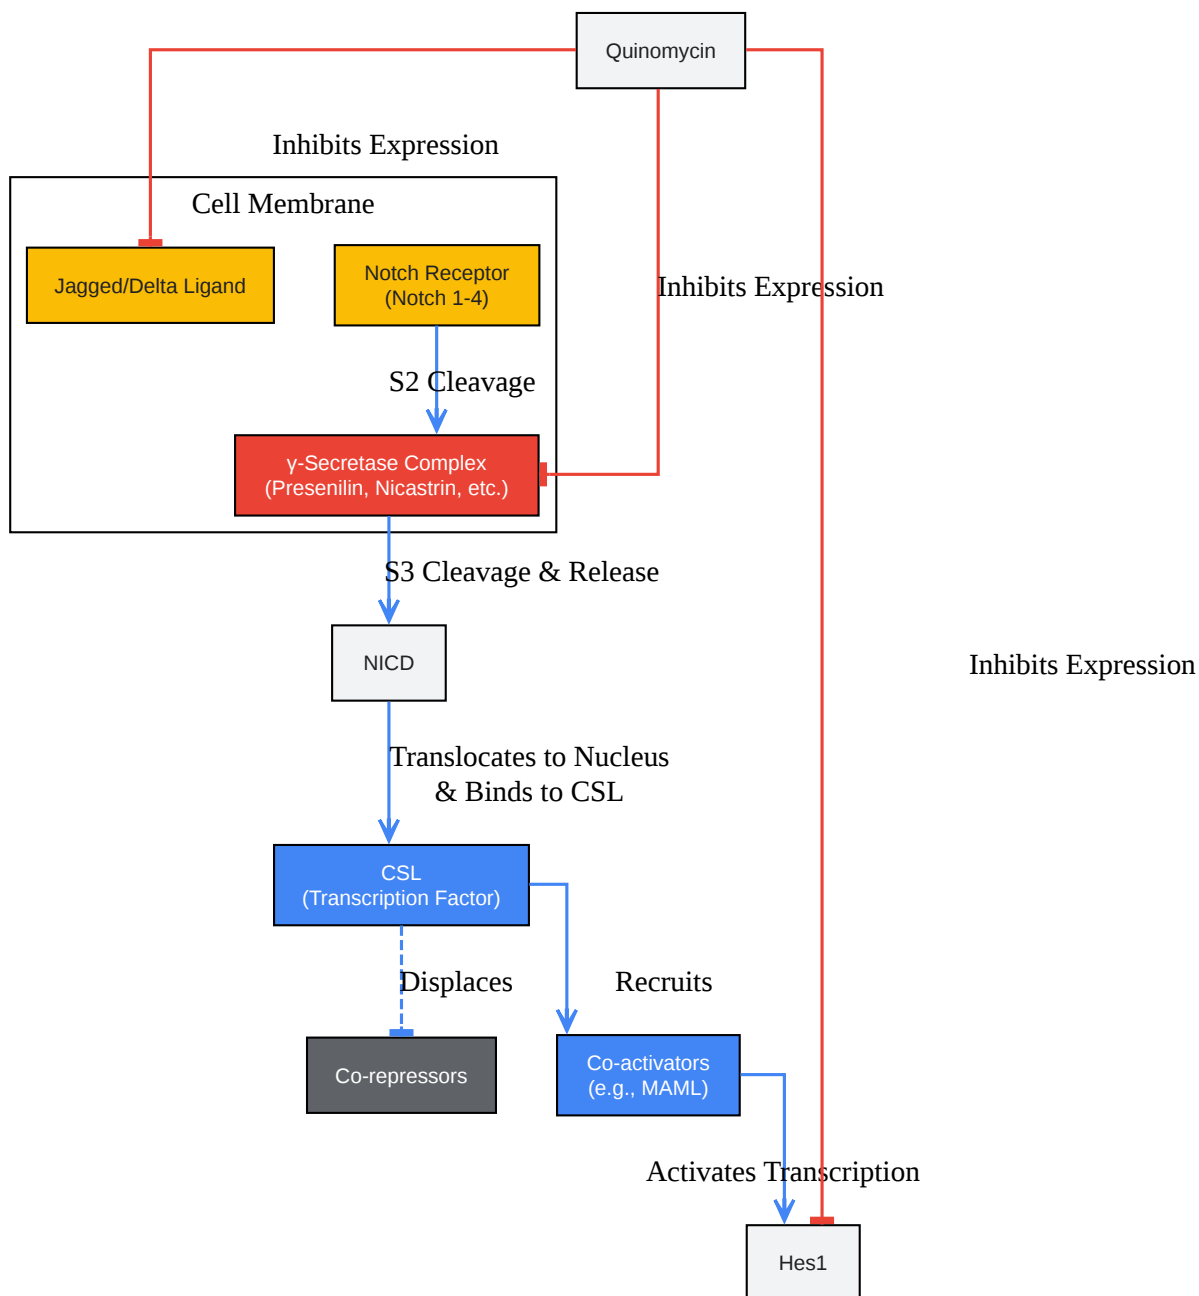 Quinomycin
Inhibits Expression
Cell Membrane
Jagged/Delta Ligand
Notch Receptor
(Notch 1-4)
Inhibits Expression
S2 Cleavage
γ-Secretase Complex
(Presenilin, Nicastrin, etc.)
S3 Cleavage & Release
NICD
Inhibits Expression
Translocates to Nucleus
& Binds to CSL
CSL
(Transcription Factor)
Displaces
Recruits
Co-repressors
Co-activators
(e.g., MAML)
Activates Transcription
Hes1